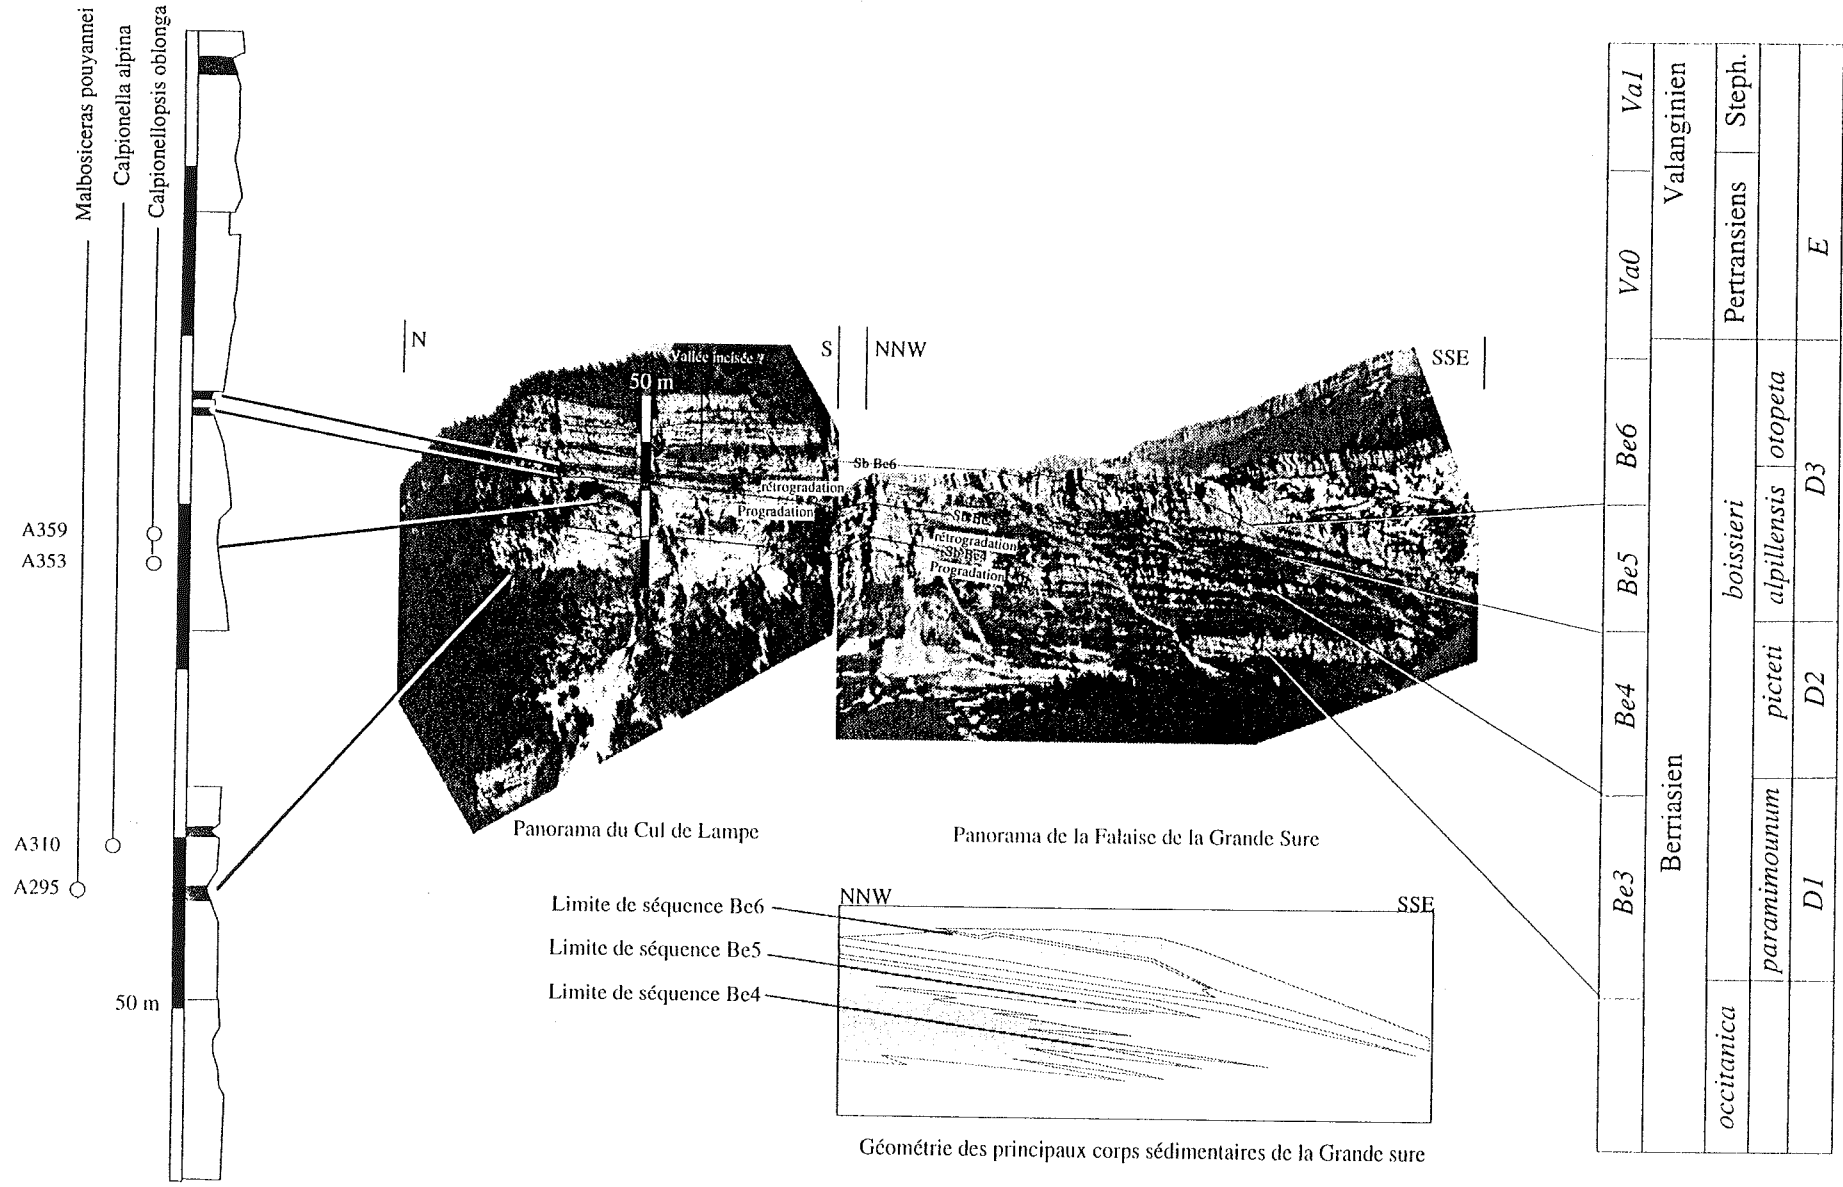 Malbosiceras pouyannei
Calpionella alpina
Calpionellopsis oblonga
A359
A353
A310
A295
50 m
N
S
NNW
SSE
Vallée incisée ?
50 m
Sb Be6
rétrogradation
Progradation
Sb Be5
rétrogradation
Sb Be4
Progradation
Panorama du Cul de Lampe
Panorama de la Falaise de la Grande Sure
Limite de séquence Be6
Limite de séquence Be5
Limite de séquence Be4
NNW
SSE
Géométrie des principaux corps sédimentaires de la Grande sure
Va1
Va0
Be6
Be5
Be4
Be3
Valanginien
Berriasien
Steph.
Pertransiens
boissieri
occitanica
otopeta
alpillensis
picteti
paramimounum
E
D3
D2
D1